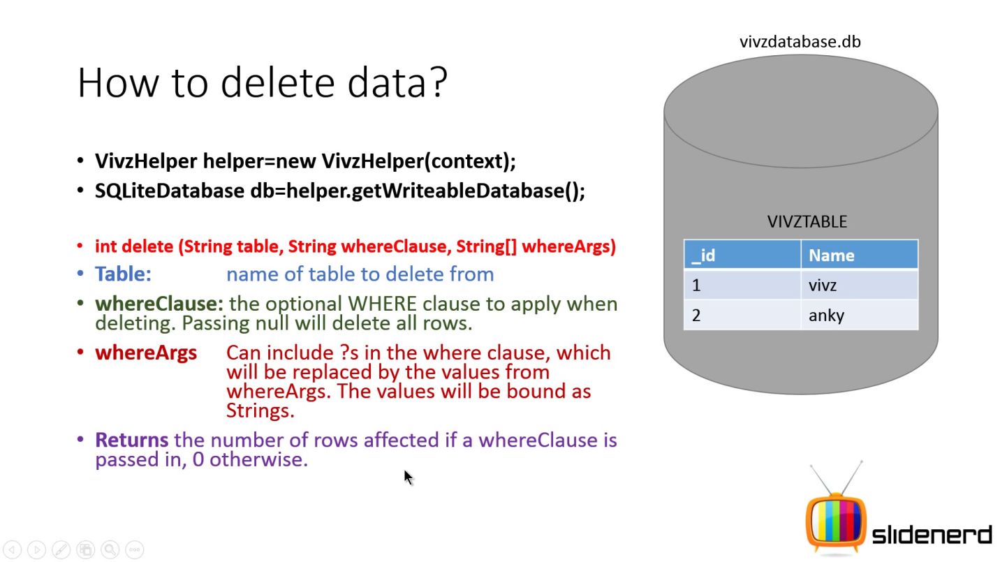 How to delete data?
• VivzHelper helper=new VivzHelper(context);
• SQLiteDatabase db=helper.getWriteableDatabase();
• int delete (String table, String whereClause, String[] whereArgs)
• Table: name of table to delete from
• whereClause: the optional WHERE clause to apply when
deleting. Passing null will delete all rows.
• whereArgs Can include ?s in the where clause, which
will be replaced by the values from
whereArgs. The values will be bound as
Strings.
• Returns the number of rows affected if a whereClause is
passed in, 0 otherwise.
vivzdatabase.db
VIVZTABLE
_id Name
1 vivz
2 anky
slidenerd